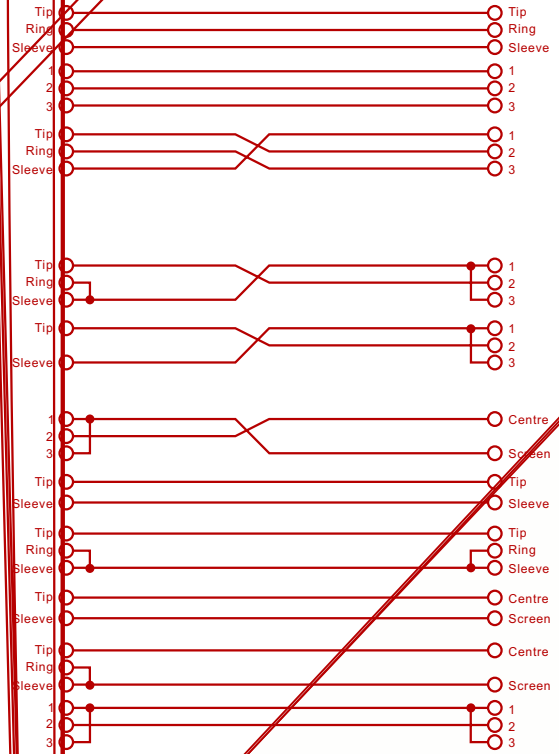 Tip Tip
Ring Ring
Sleeve Sleeve
1 1
2 2
3 3
Tip 1
Ring 2
Sleeve 3
Tip 1
Ring 2
Sleeve 3
Tip 1
2
Sleeve 3
1 Centre
2
3 Screen
Tip Tip
Sleeve Sleeve
Tip Tip
Ring Ring
Sleeve Sleeve
Tip Centre
Sleeve Screen
Tip Centre
Ring
Sleeve Screen
1 1
2 2
3 3